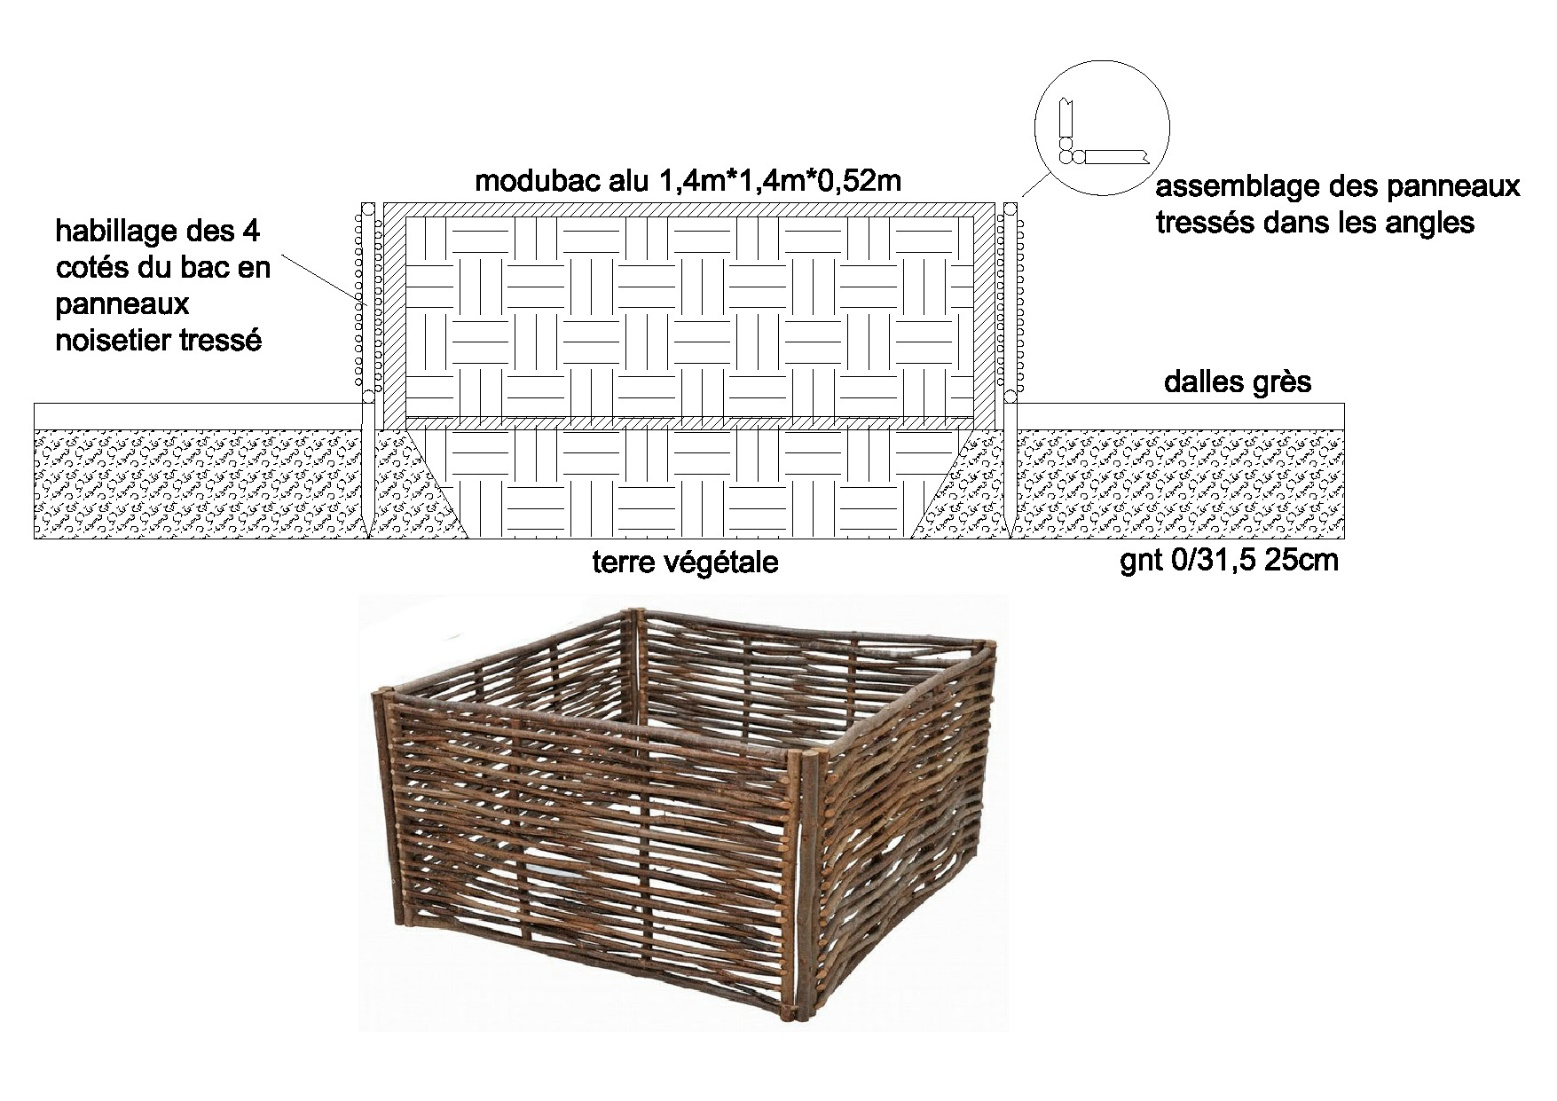 modubac alu 1,4m*1,4m*0,52m
habillage des 4
cotés du bac en
panneaux
noisetier tressé
assemblage des panneaux
tressés dans les angles
dalles grès
terre végétale
gnt 0/31,5 25cm